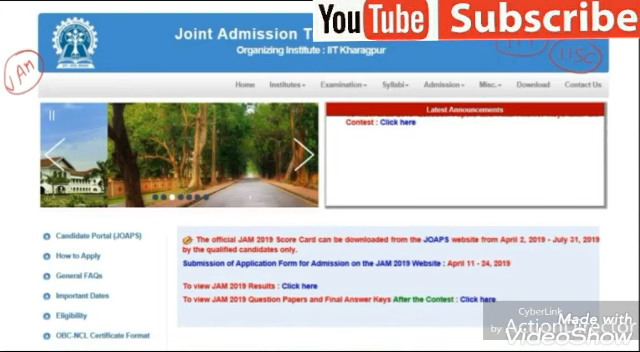 YouTube Subscribe
Joint Admission T
Organizing Institute : IIT Kharagpur
JAM
IISC
Home Institutes Examination Syllabi Admission Misc. Download Contact Us
Latest Announcements
Contest : Click here
Candidate Portal (JOAPS)
How to Apply
General FAQs
Important Dates
Eligibility
OBC-NCL Certificate Format
The official JAM 2019 Score Card can be downloaded from the JOAPS website from April 2, 2019 - July 31, 2019
by the qualified candidates only.
Submission of Application Form for Admission on the JAM 2019 Website : April 11 - 24, 2019
To view JAM 2019 Results : Click here
To view JAM 2019 Question Papers and Final Answer Keys After the Contest : Click here
CyberLink
by ActionDirector
Made with
VideoShow